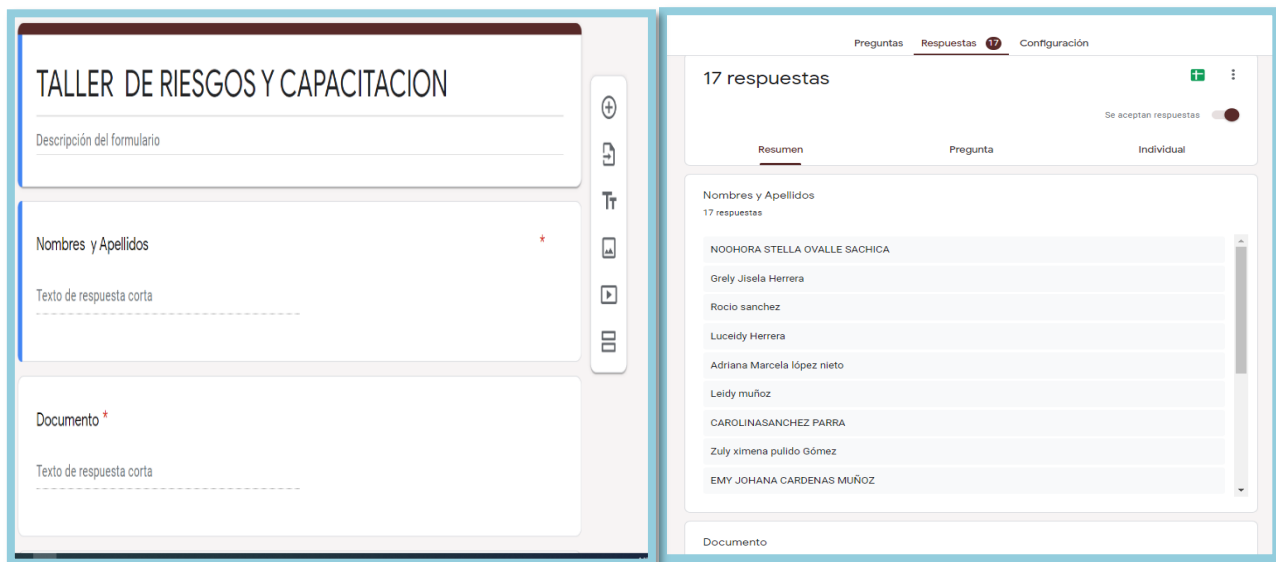 TALLER DE RIESGOS Y CAPACITACION
Descripción del formulario
Nombres y Apellidos *
Texto de respuesta corta
Documento *
Texto de respuesta corta
Preguntas Respuestas 17 Configuración
17 respuestas
Se aceptan respuestas
Resumen Pregunta Individual
Nombres y Apellidos
17 respuestas
NOOHORA STELLA OVALLE SACHICA
Grely Jisela Herrera
Rocio sanchez
Luceidy Herrera
Adriana Marcela lópez nieto
Leidy muñoz
CAROLINASANCHEZ PARRA
Zuly ximena pulido Gómez
EMY JOHANA CARDENAS MUÑOZ
Documento